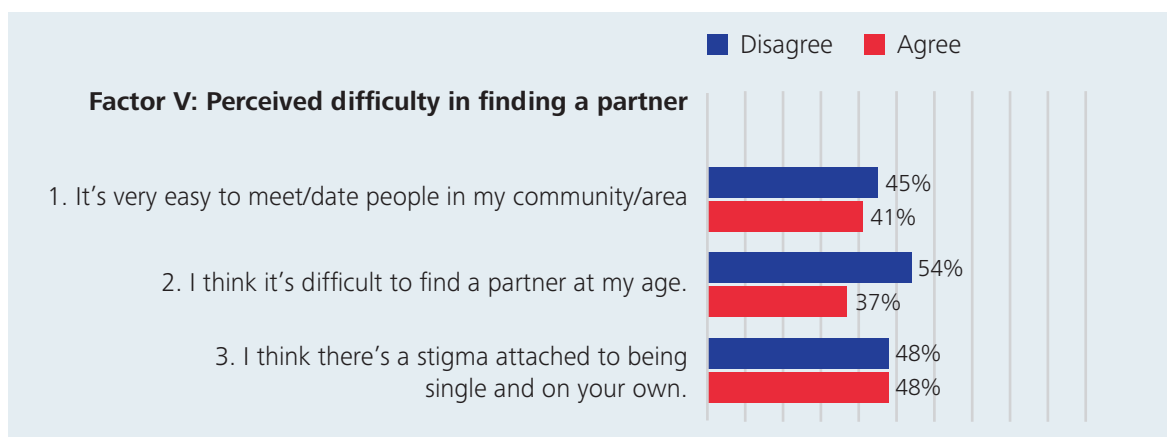 Disagree Agree
Factor V: Perceived difficulty in finding a partner
1. It’s very easy to meet/date people in my community/area
45%
41%
2. I think it’s difficult to find a partner at my age.
54%
37%
3. I think there’s a stigma attached to being
single and on your own.
48%
48%